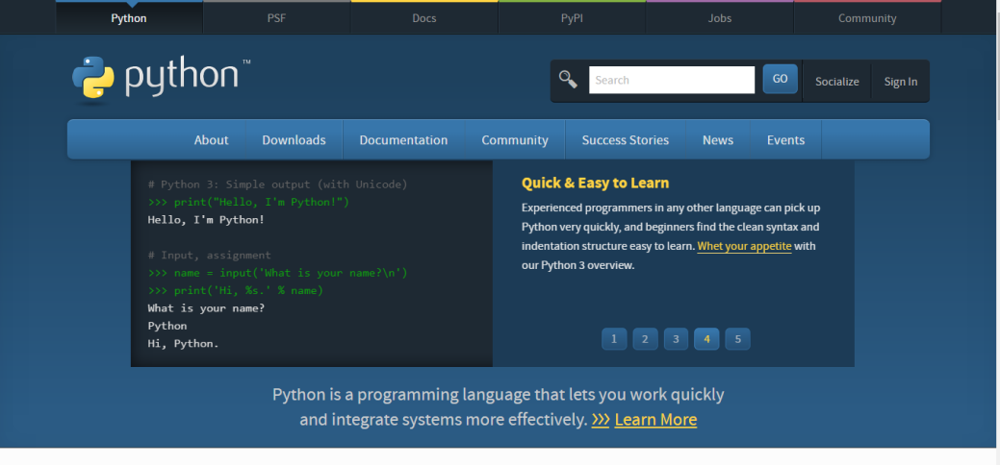 Python PSF Docs PyPI Jobs Community
python™
Search GO Socialize Sign In
About Downloads Documentation Community Success Stories News Events
# Python 3: Simple output (with Unicode)
>>> print("Hello, I'm Python!")
Hello, I'm Python!
# Input, assignment
>>> name = input('What is your name?\n')
>>> print('Hi, %s.' % name)
What is your name?
Python
Hi, Python.
Quick & Easy to Learn
Experienced programmers in any other language can pick up
Python very quickly, and beginners find the clean syntax and
indentation structure easy to learn. Whet your appetite with
our Python 3 overview.
1 2 3 4 5
Python is a programming language that lets you work quickly
and integrate systems more effectively. >>> Learn More